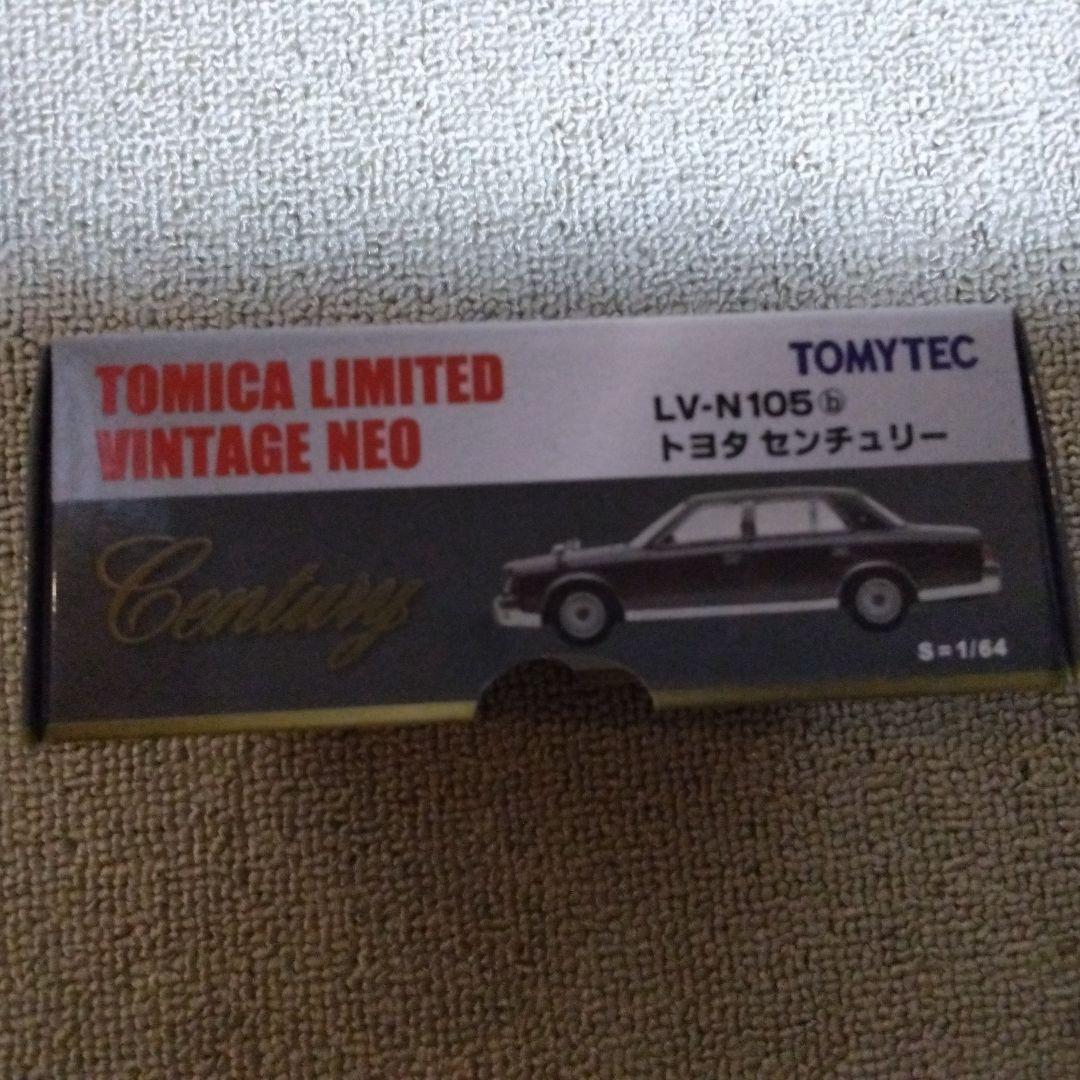 TOMICA LIMITED
VINTAGE NEO
TOMYTEC
LV-N105ⓑ
トヨタ センチュリー
Century
S=1/64